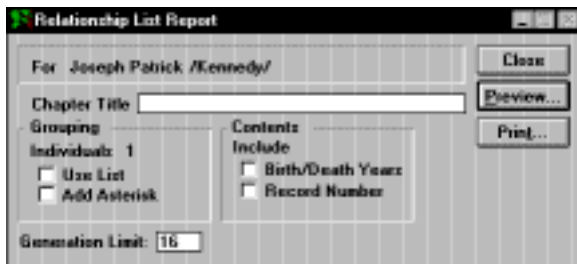 Relationship List Report
For Joseph Patrick /Kennedy/
Close
Chapter Title
Preview...
Grouping
Contents
Print...
Individuals 1
Include
Use List
Birth/Death Years
Add Asterisk
Record Number
Generation Limit: 16